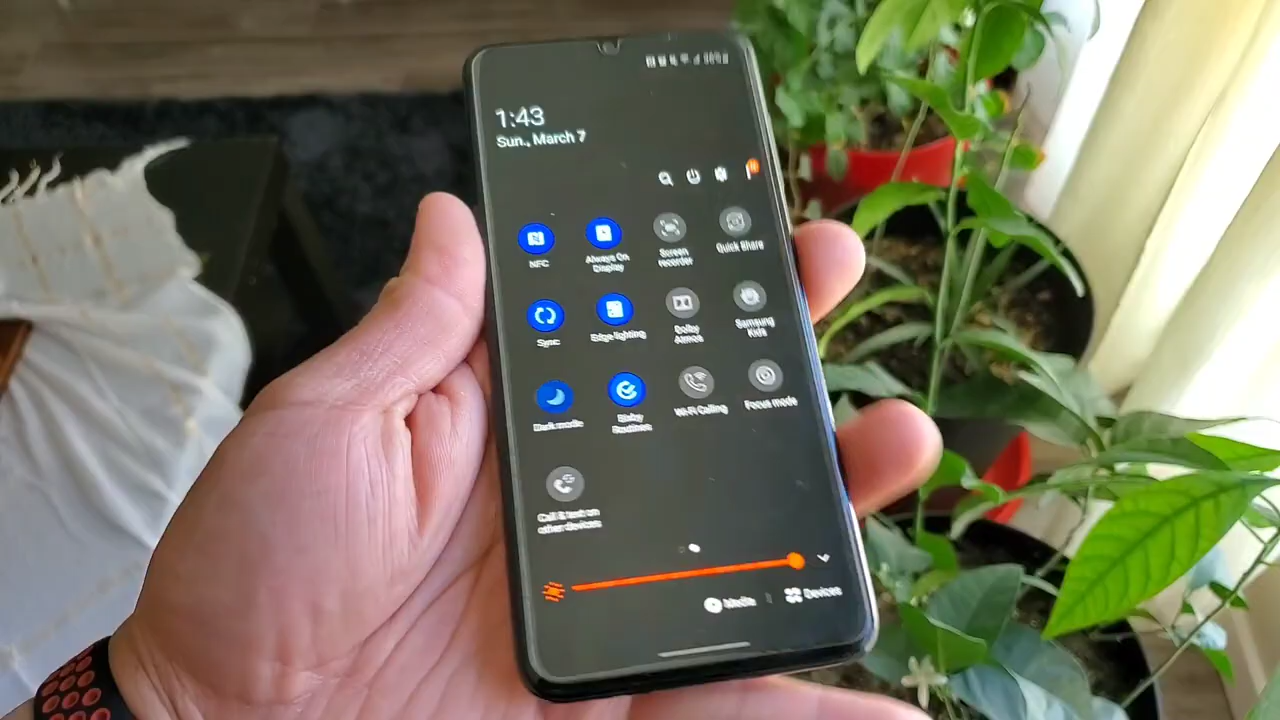 1:43
Sun., March 7
NFC
Always On
Display
Screen
recorder
Quick Share
Sync
Edge lighting
Dolby
Atmos
Samsung
Kids
Dark mode
Bixby
Routines
Wi-Fi Calling
Focus mode
Call & text on
other devices
Media
Devices